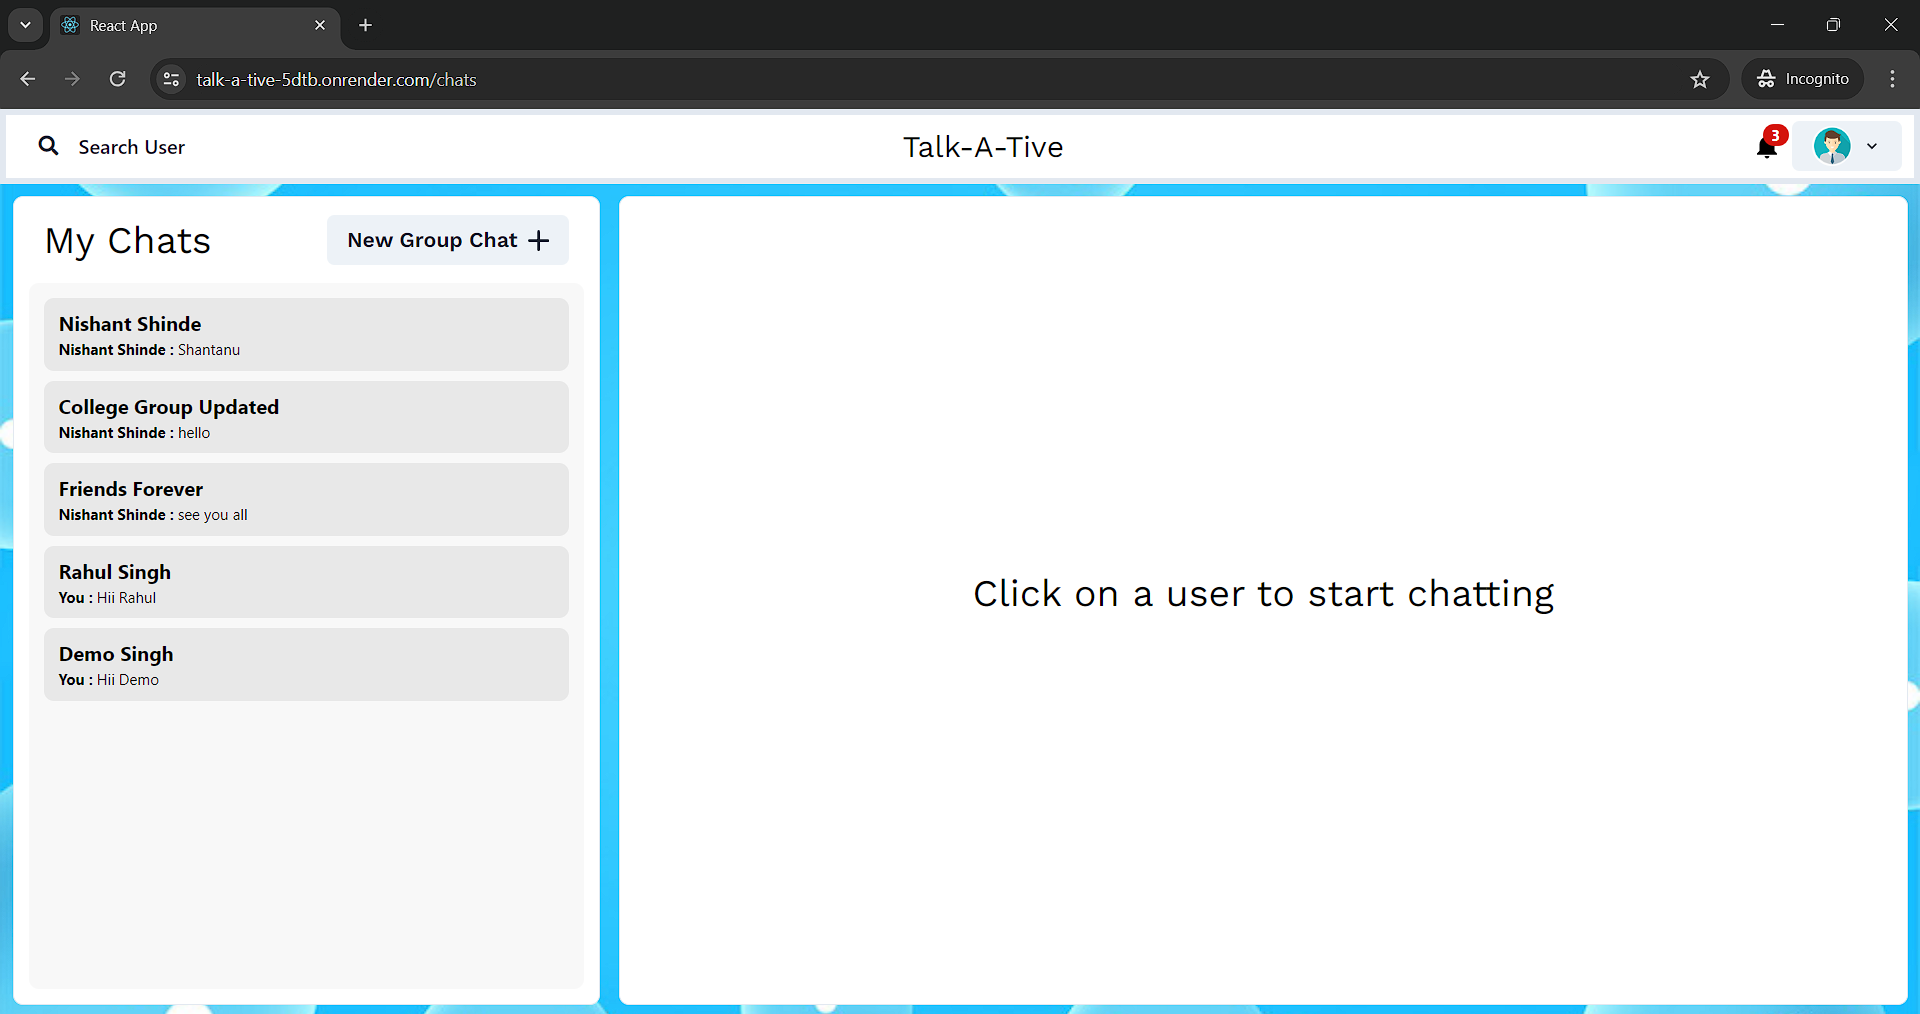 React App
talk-a-tive-5dtb.onrender.com/chats
Incognito
Search User
Talk-A-Tive
3
My Chats
New Group Chat
Nishant Shinde
Nishant Shinde : Shantanu
College Group Updated
Nishant Shinde : hello
Friends Forever
Nishant Shinde : see you all
Rahul Singh
You : Hii Rahul
Demo Singh
You : Hii Demo
Click on a user to start chatting